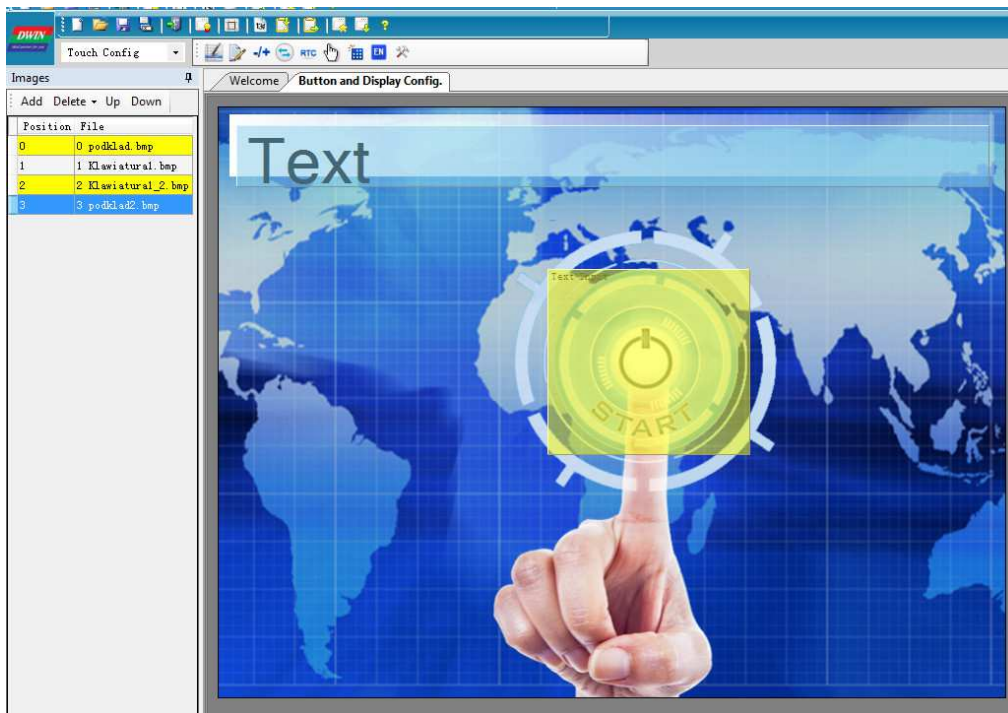 DWIN
Touch Config
-/+ RTC EN
Images
Welcome Button and Display Config.
Add Delete Up Down
Position File
0 0 podklad.bmp
1 1 Klawiatura1.bmp
2 2 Klawiatura1_2.bmp
3 3 podklad2.bmp
Text
Text
START